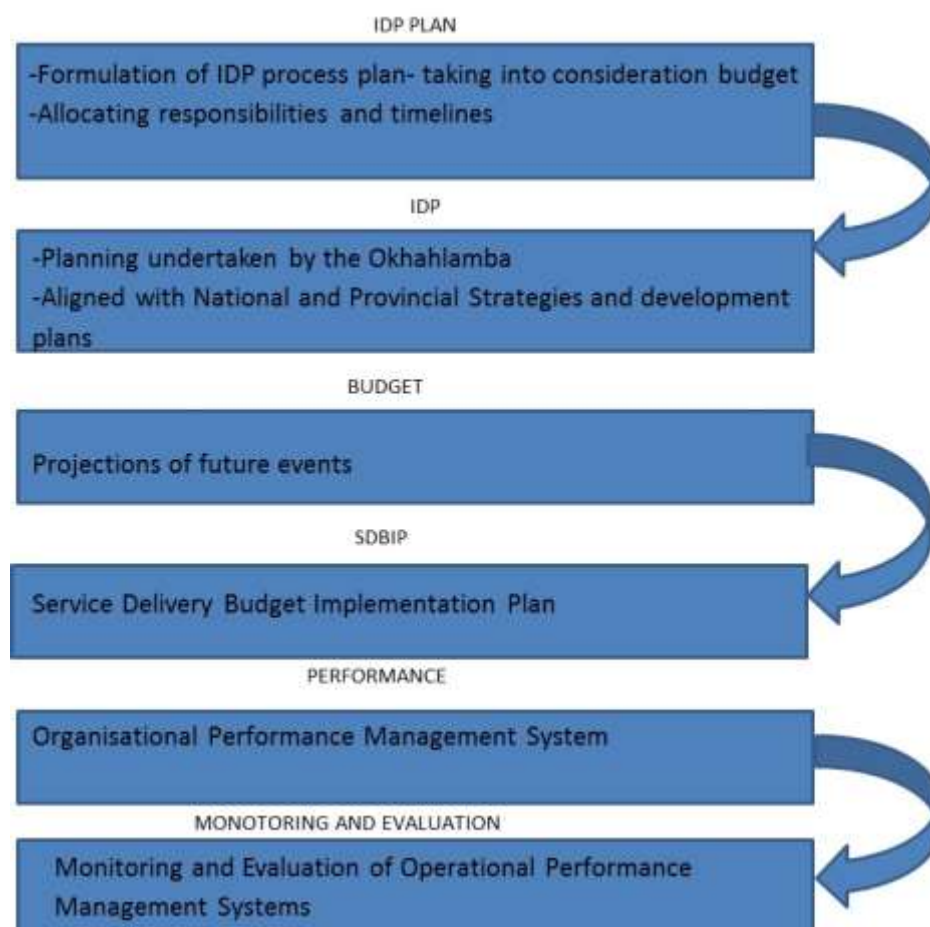 IDP PLAN
-Formulation of IDP process plan- taking into consideration budget
-Allocating responsibilities and timelines
IDP
-Planning undertaken by the Okhahlamba
-Aligned with National and Provincial Strategies and development
plans
BUDGET
Projections of future events
SDBIP
Service Delivery Budget Implementation Plan
PERFORMANCE
Organisational Performance Management System
MONOTORING AND EVALUATION
Monitoring and Evaluation of Operational Performance
Management Systems